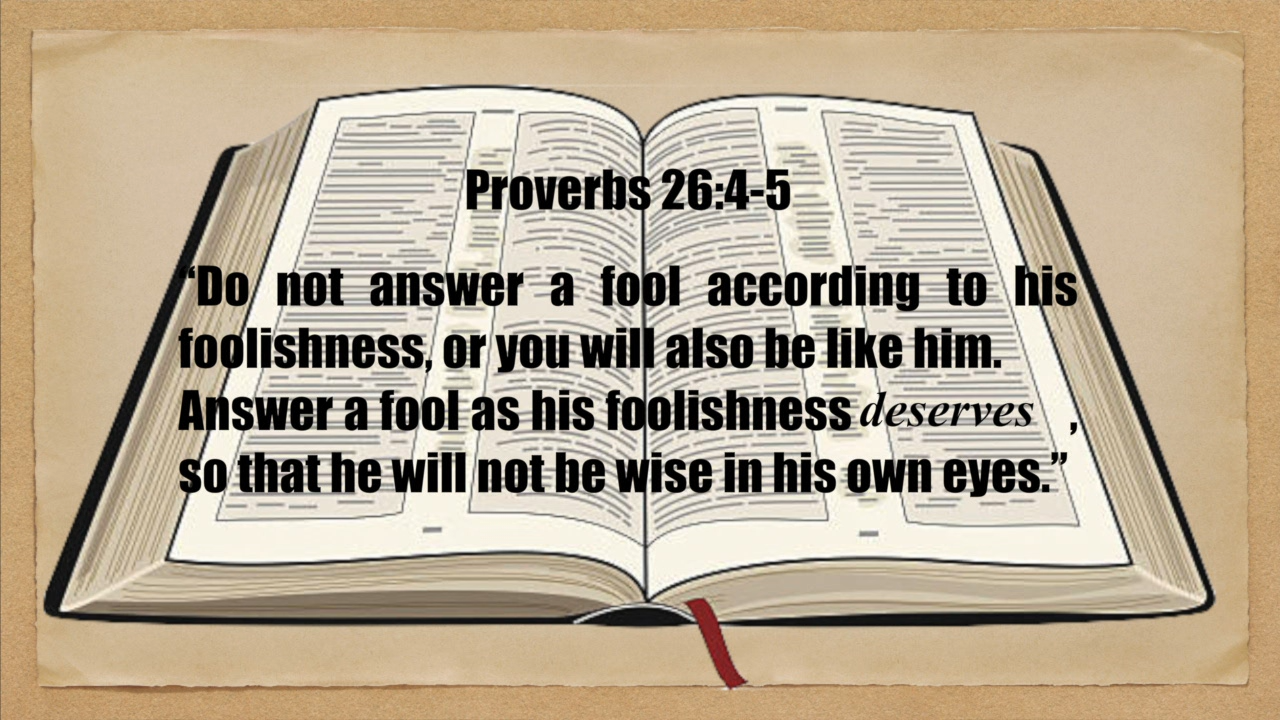 Proverbs 26:4-5
“Do not answer a fool according to his
foolishness, or you will also be like him.
Answer a fool as his foolishness deserves ,
so that he will not be wise in his own eyes.”